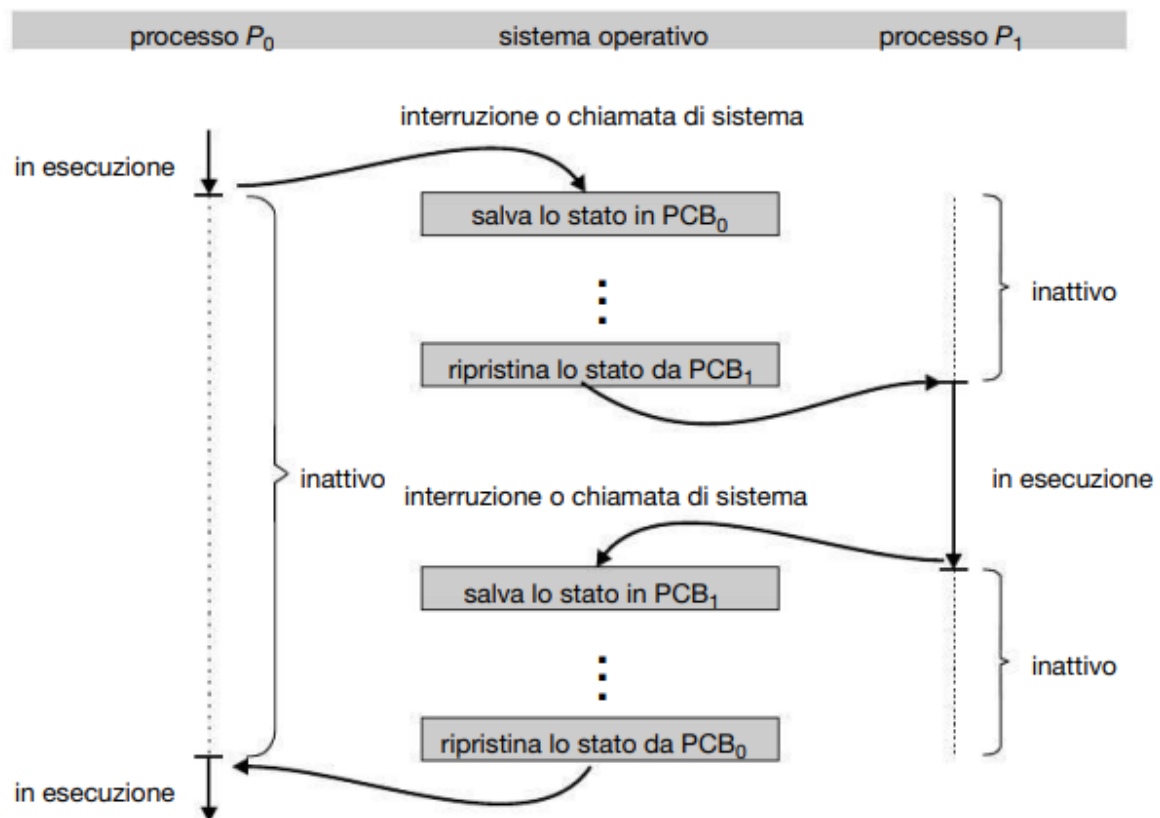 processo P₀ sistema operativo processo P₁
interruzione o chiamata di sistema
in esecuzione
salva lo stato in PCB₀
inattivo
ripristina lo stato da PCB₁
inattivo
in esecuzione
interruzione o chiamata di sistema
salva lo stato in PCB₁
inattivo
ripristina lo stato da PCB₀
in esecuzione